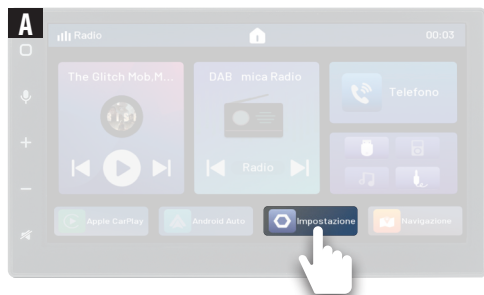 A
Radio
00:03
The Glitch Mob.M...
DAB mica Radio
Telefono
Radio
Apple CarPlay
Android Auto
Impostazione
Navigazione